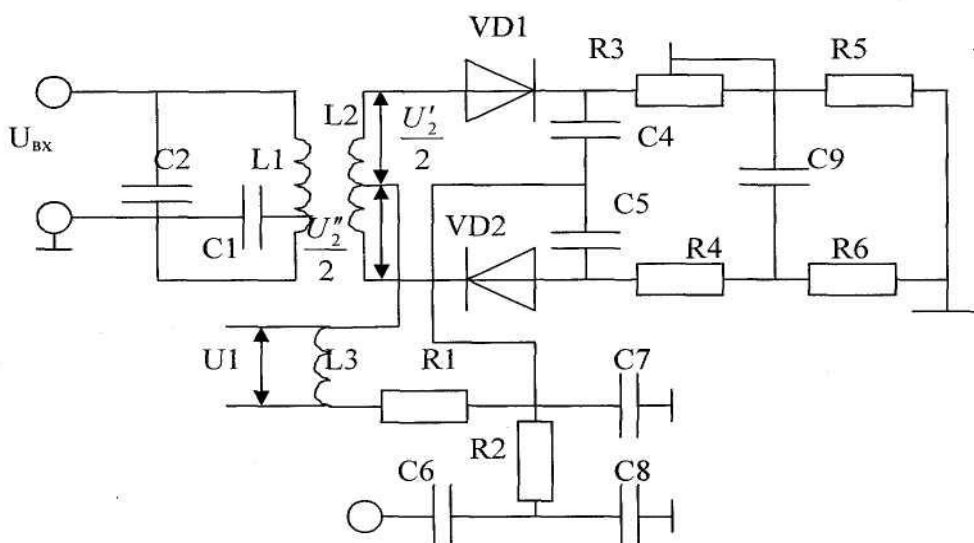 VD1
R3
R5
L2
U'₂/2
C4
Uвх
C2
L1
C9
C5
VD2
U''₂/2
C1
R4
R6
U1
L3
R1
C7
R2
C6
C8